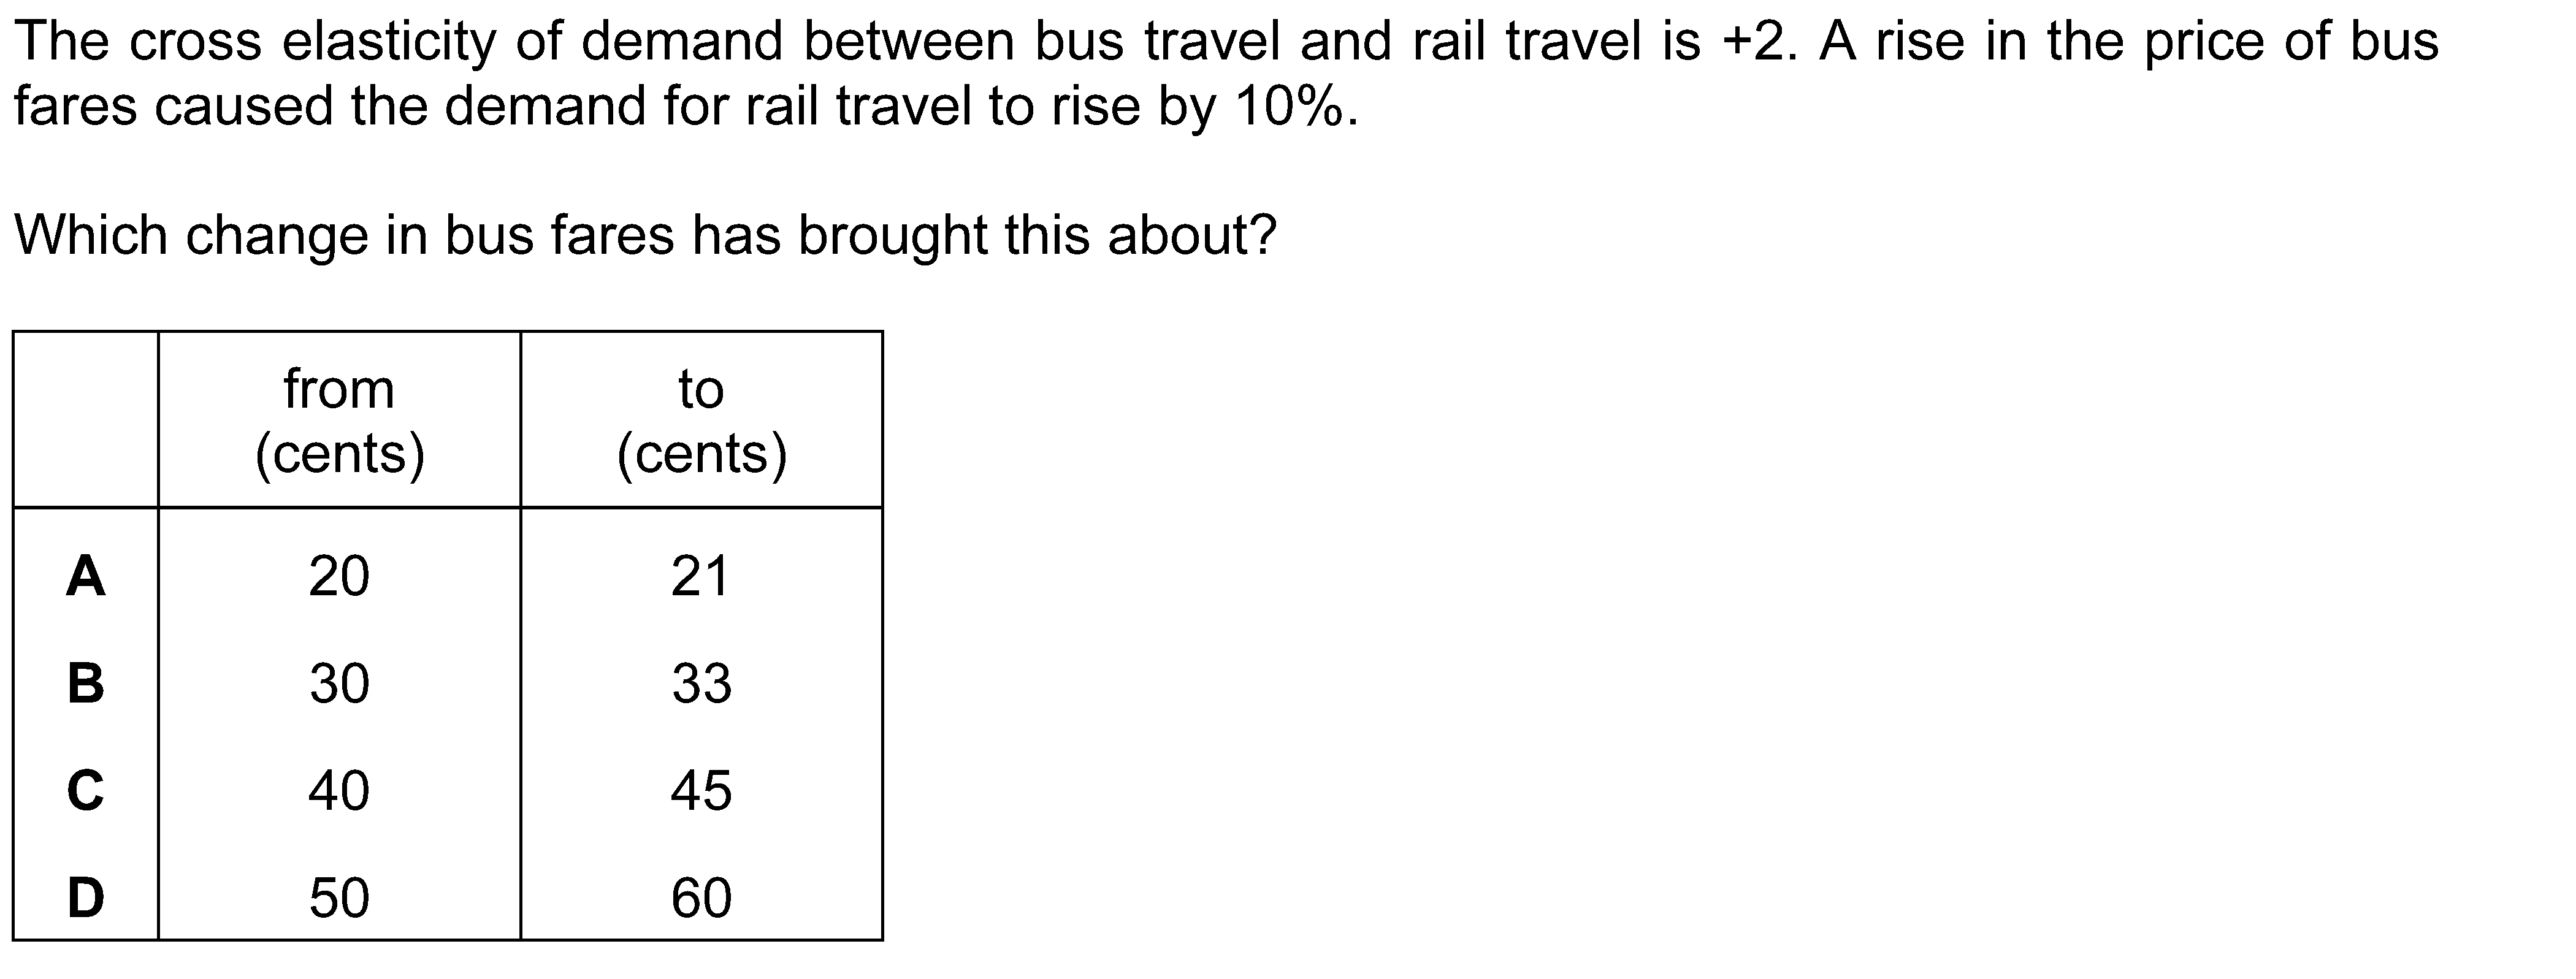 The cross elasticity of demand between bus travel and rail travel is +2. A rise in the price of bus
fares caused the demand for rail travel to rise by 10%.
Which change in bus fares has brought this about?
from (cents) to (cents)
A 20 21
B 30 33
C 40 45
D 50 60